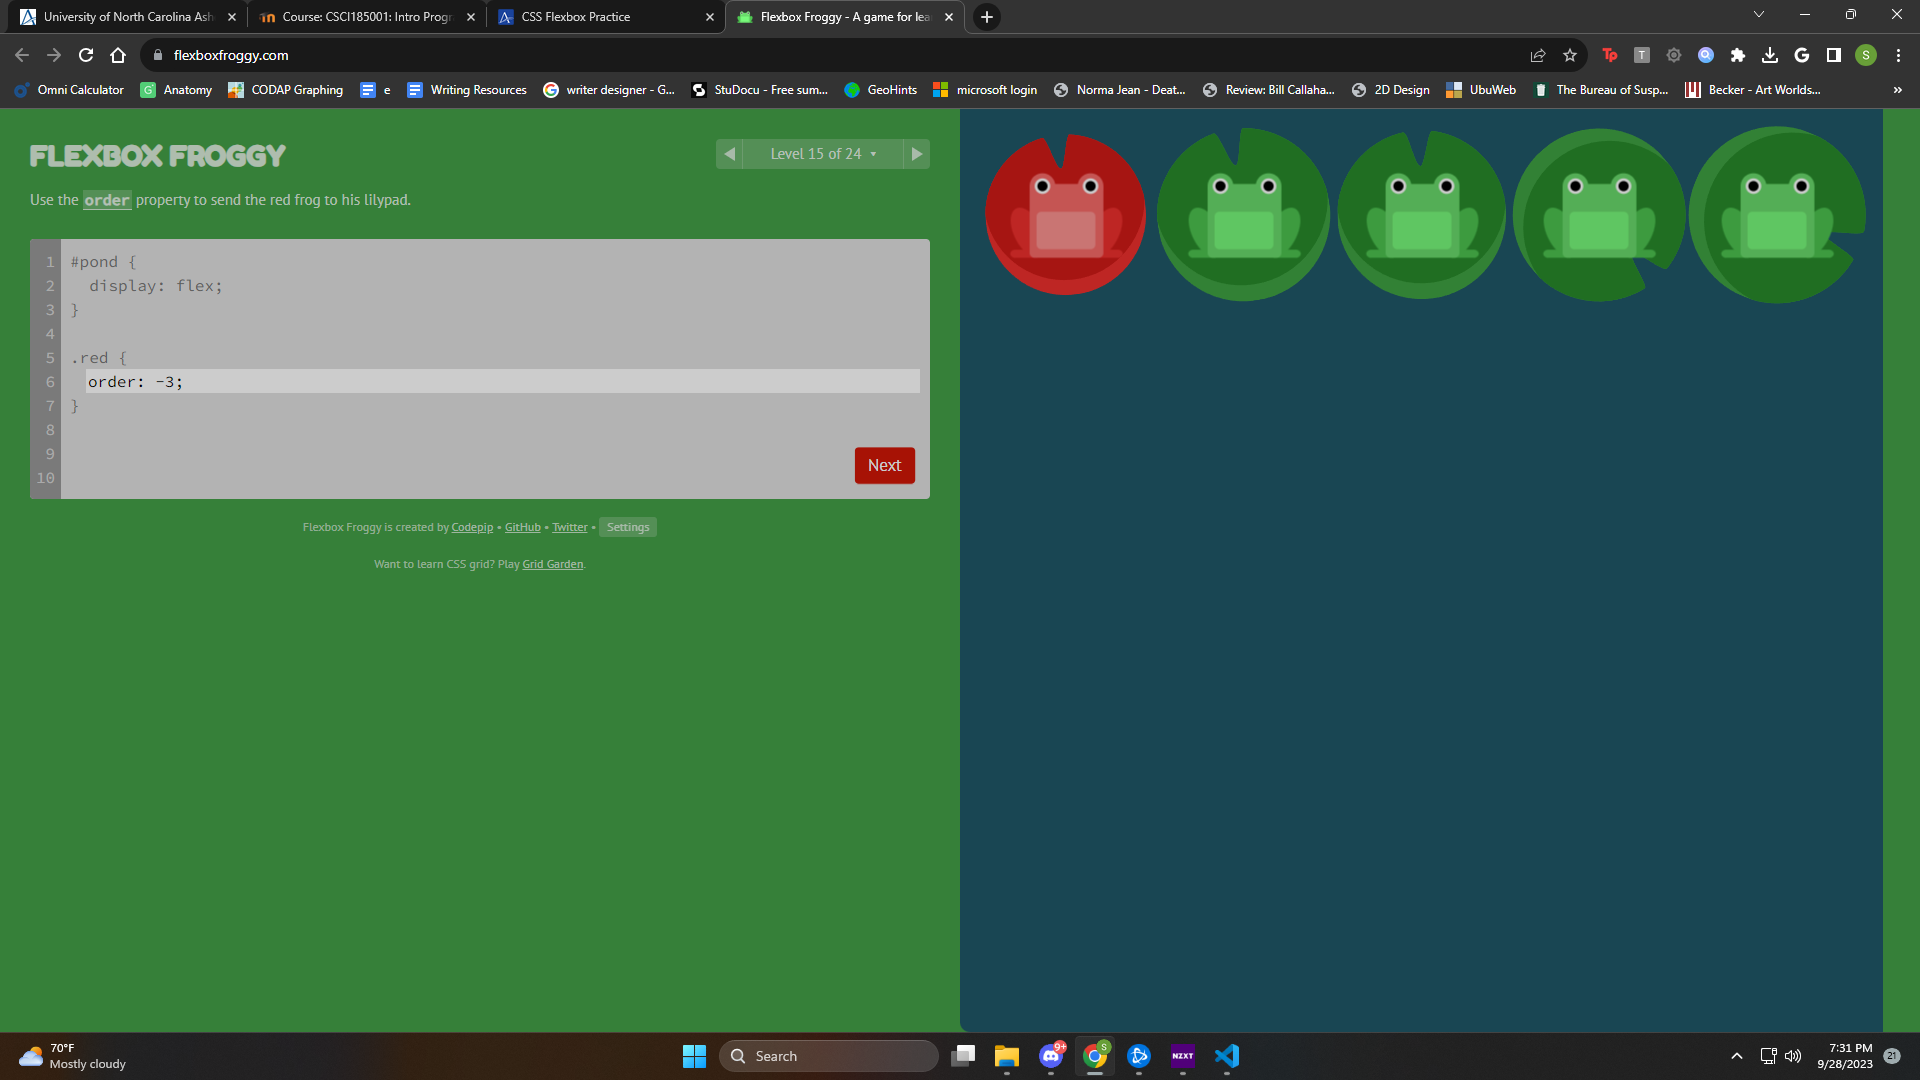 University of North Carolina Ash
Course: CSCI185001: Intro Progr
CSS Flexbox Practice
Flexbox Froggy - A game for lea
flexboxfroggy.com
Tp
T
S
Omni Calculator
Anatomy
CODAP Graphing
e
Writing Resources
writer designer - G...
StuDocu - Free sum...
GeoHints
microsoft login
Norma Jean - Deat...
Review: Bill Callaha...
2D Design
UbuWeb
The Bureau of Susp...
Becker - Art Worlds...
»
FLEXBOX FROGGY
Level 15 of 24
Use the order property to send the red frog to his lilypad.
1 #pond {
2 display: flex;
3 }
4
5 .red {
6 order: -3;
7 }
8
9
10
Next
Flexbox Froggy is created by Codepip • GitHub • Twitter • Settings
Want to learn CSS grid? Play Grid Garden.
70°F
Mostly cloudy
Search
9+
S
NZXT
7:31 PM
9/28/2023
21